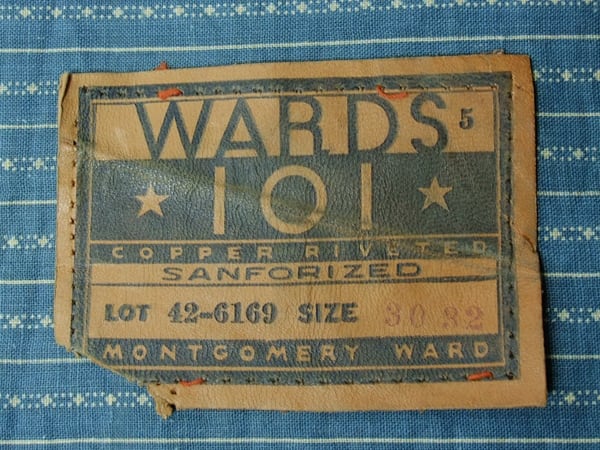 WARDS 5
101
COPPER RIVETED
SANFORIZED
LOT 42-6169 SIZE 30 32
MONTGOMERY WARD